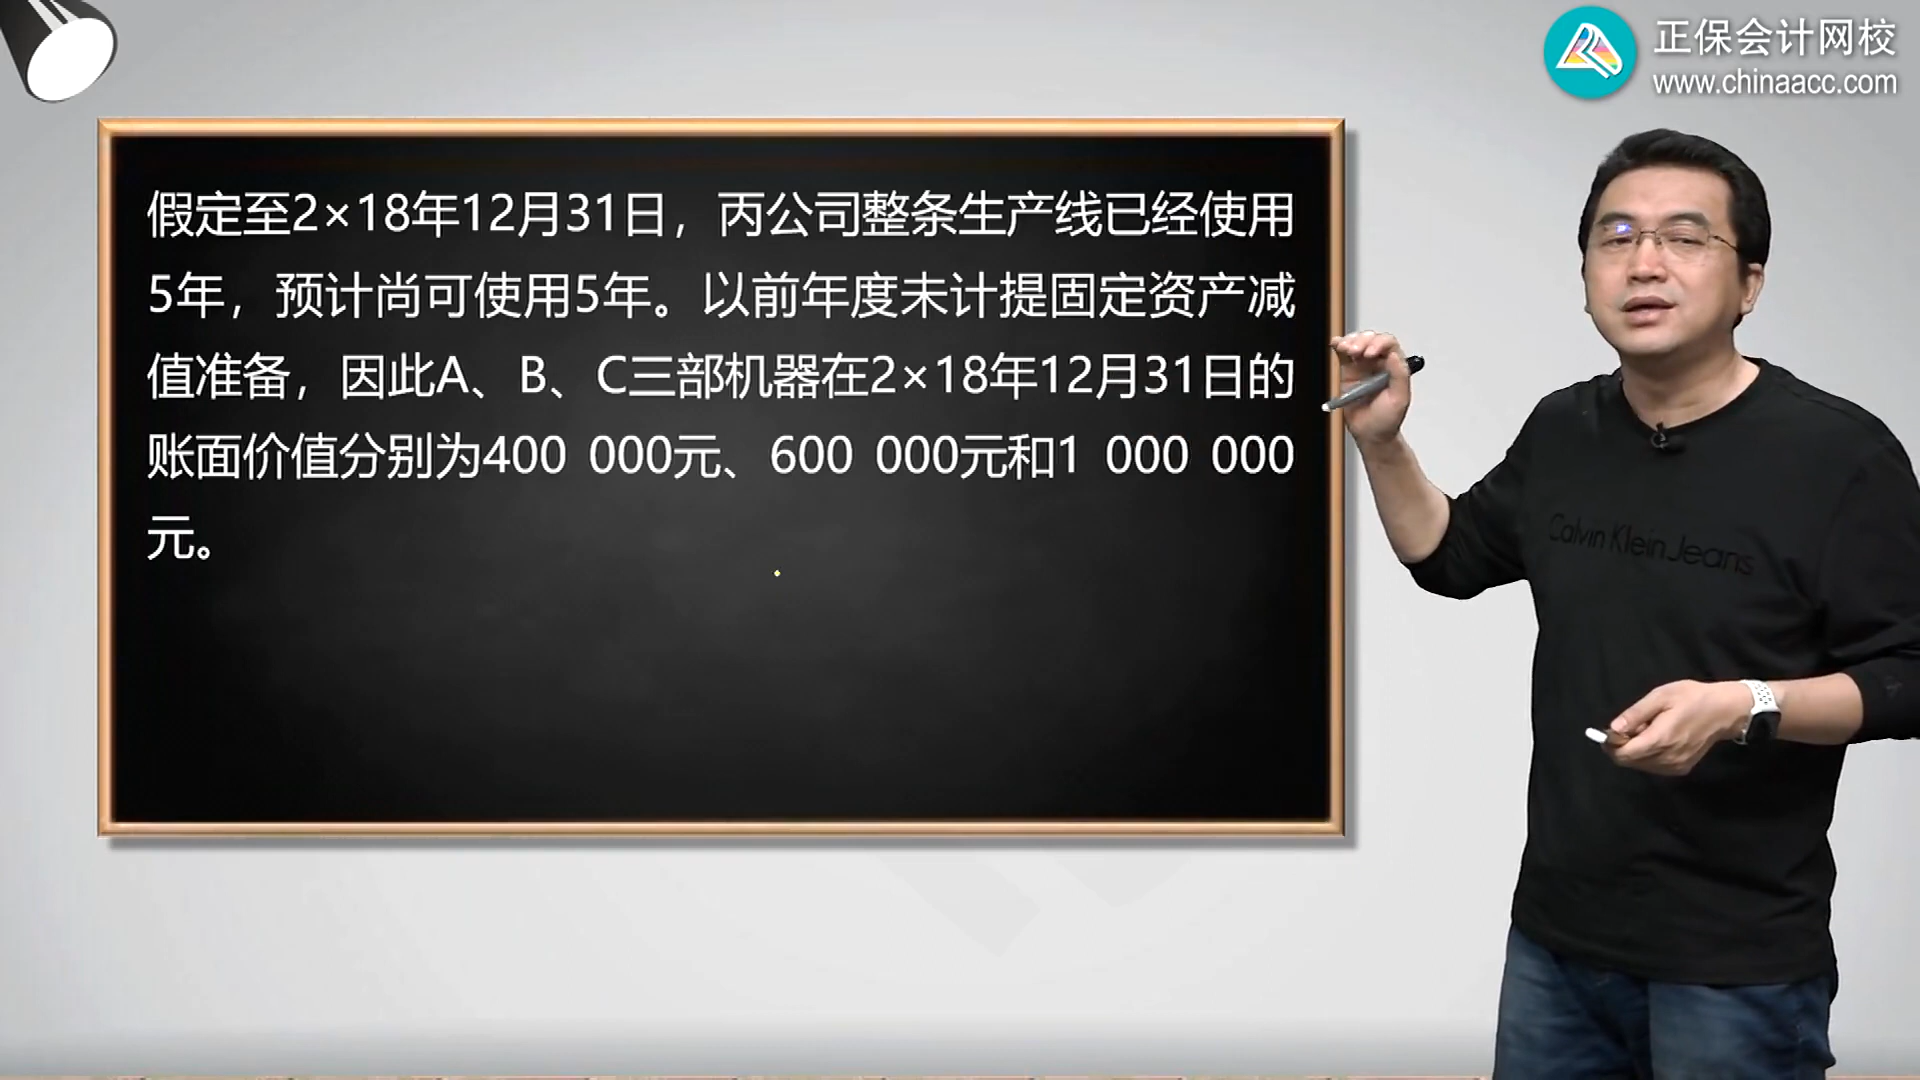 正保会计网校
www.chinaacc.com
假定至2×18年12月31日，丙公司整条生产线已经使用
5年，预计尚可使用5年。以前年度未计提固定资产减
值准备，因此A、B、C三部机器在2×18年12月31日的
账面价值分别为400 000元、600 000元和1 000 000
元。
Calvin Klein Jeans